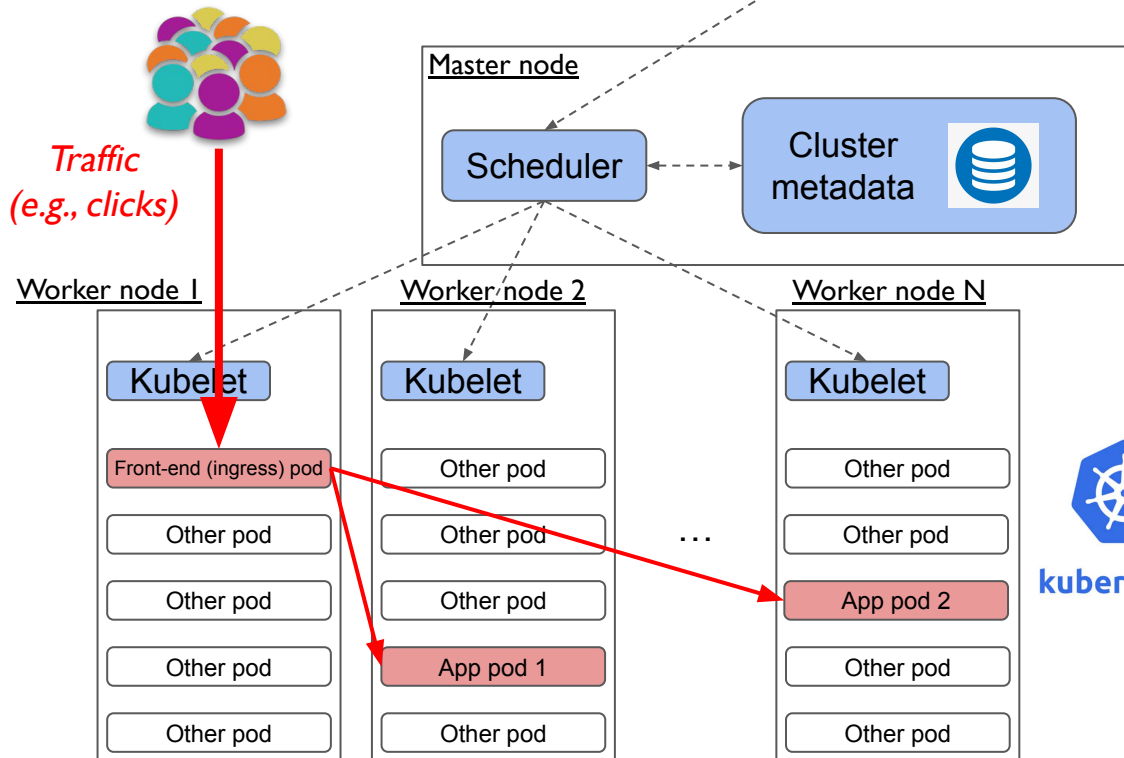 Traffic
(e.g., clicks)
Master node
Scheduler
Cluster
metadata
Worker node 1
Worker node 2
Worker node N
Kubelet
Kubelet
Kubelet
Front-end (ingress) pod
Other pod
Other pod
Other pod
Other pod
...
Other pod
Other pod
Other pod
Other pod
App pod 2
Other pod
App pod 1
Other pod
Other pod
Other pod
Other pod
kuber